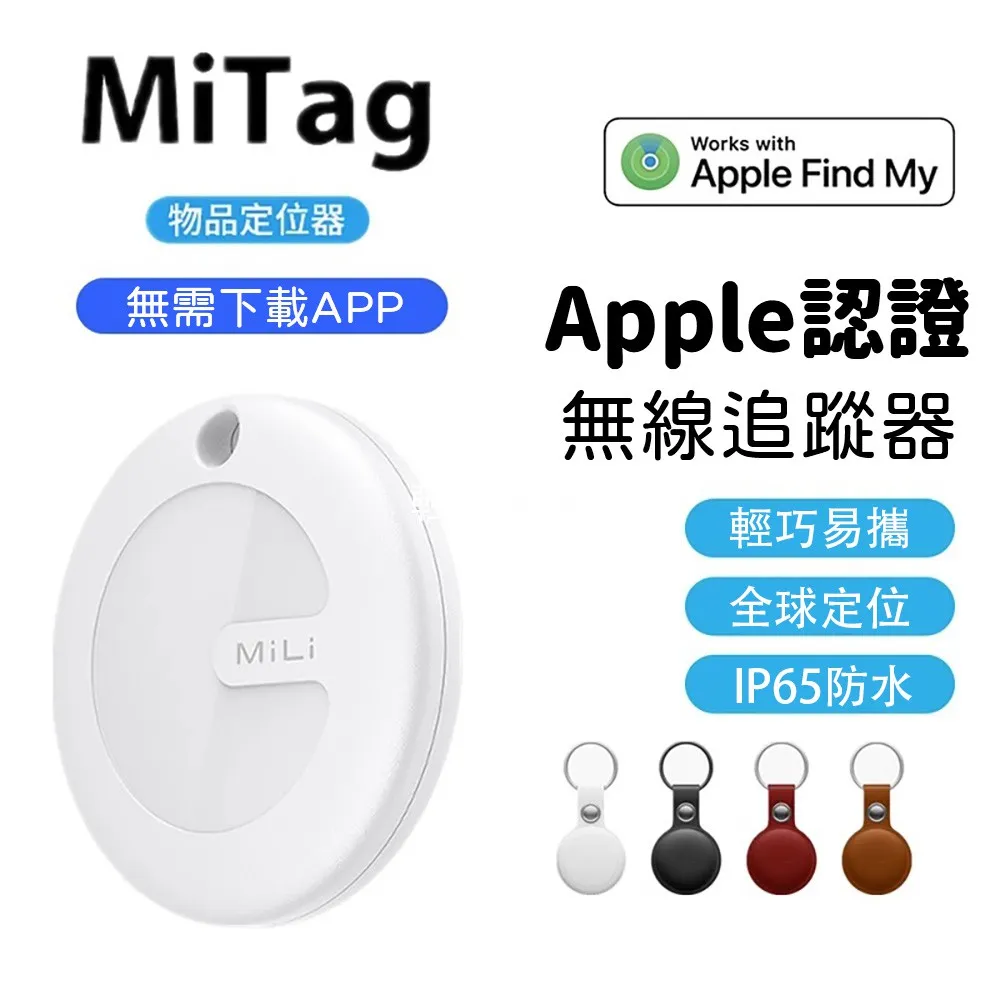 MiTag
物品定位器
無需下載APP
Works with
Apple Find My
Apple認證
無線追蹤器
輕巧易攜
全球定位
IP65防水
MiLi